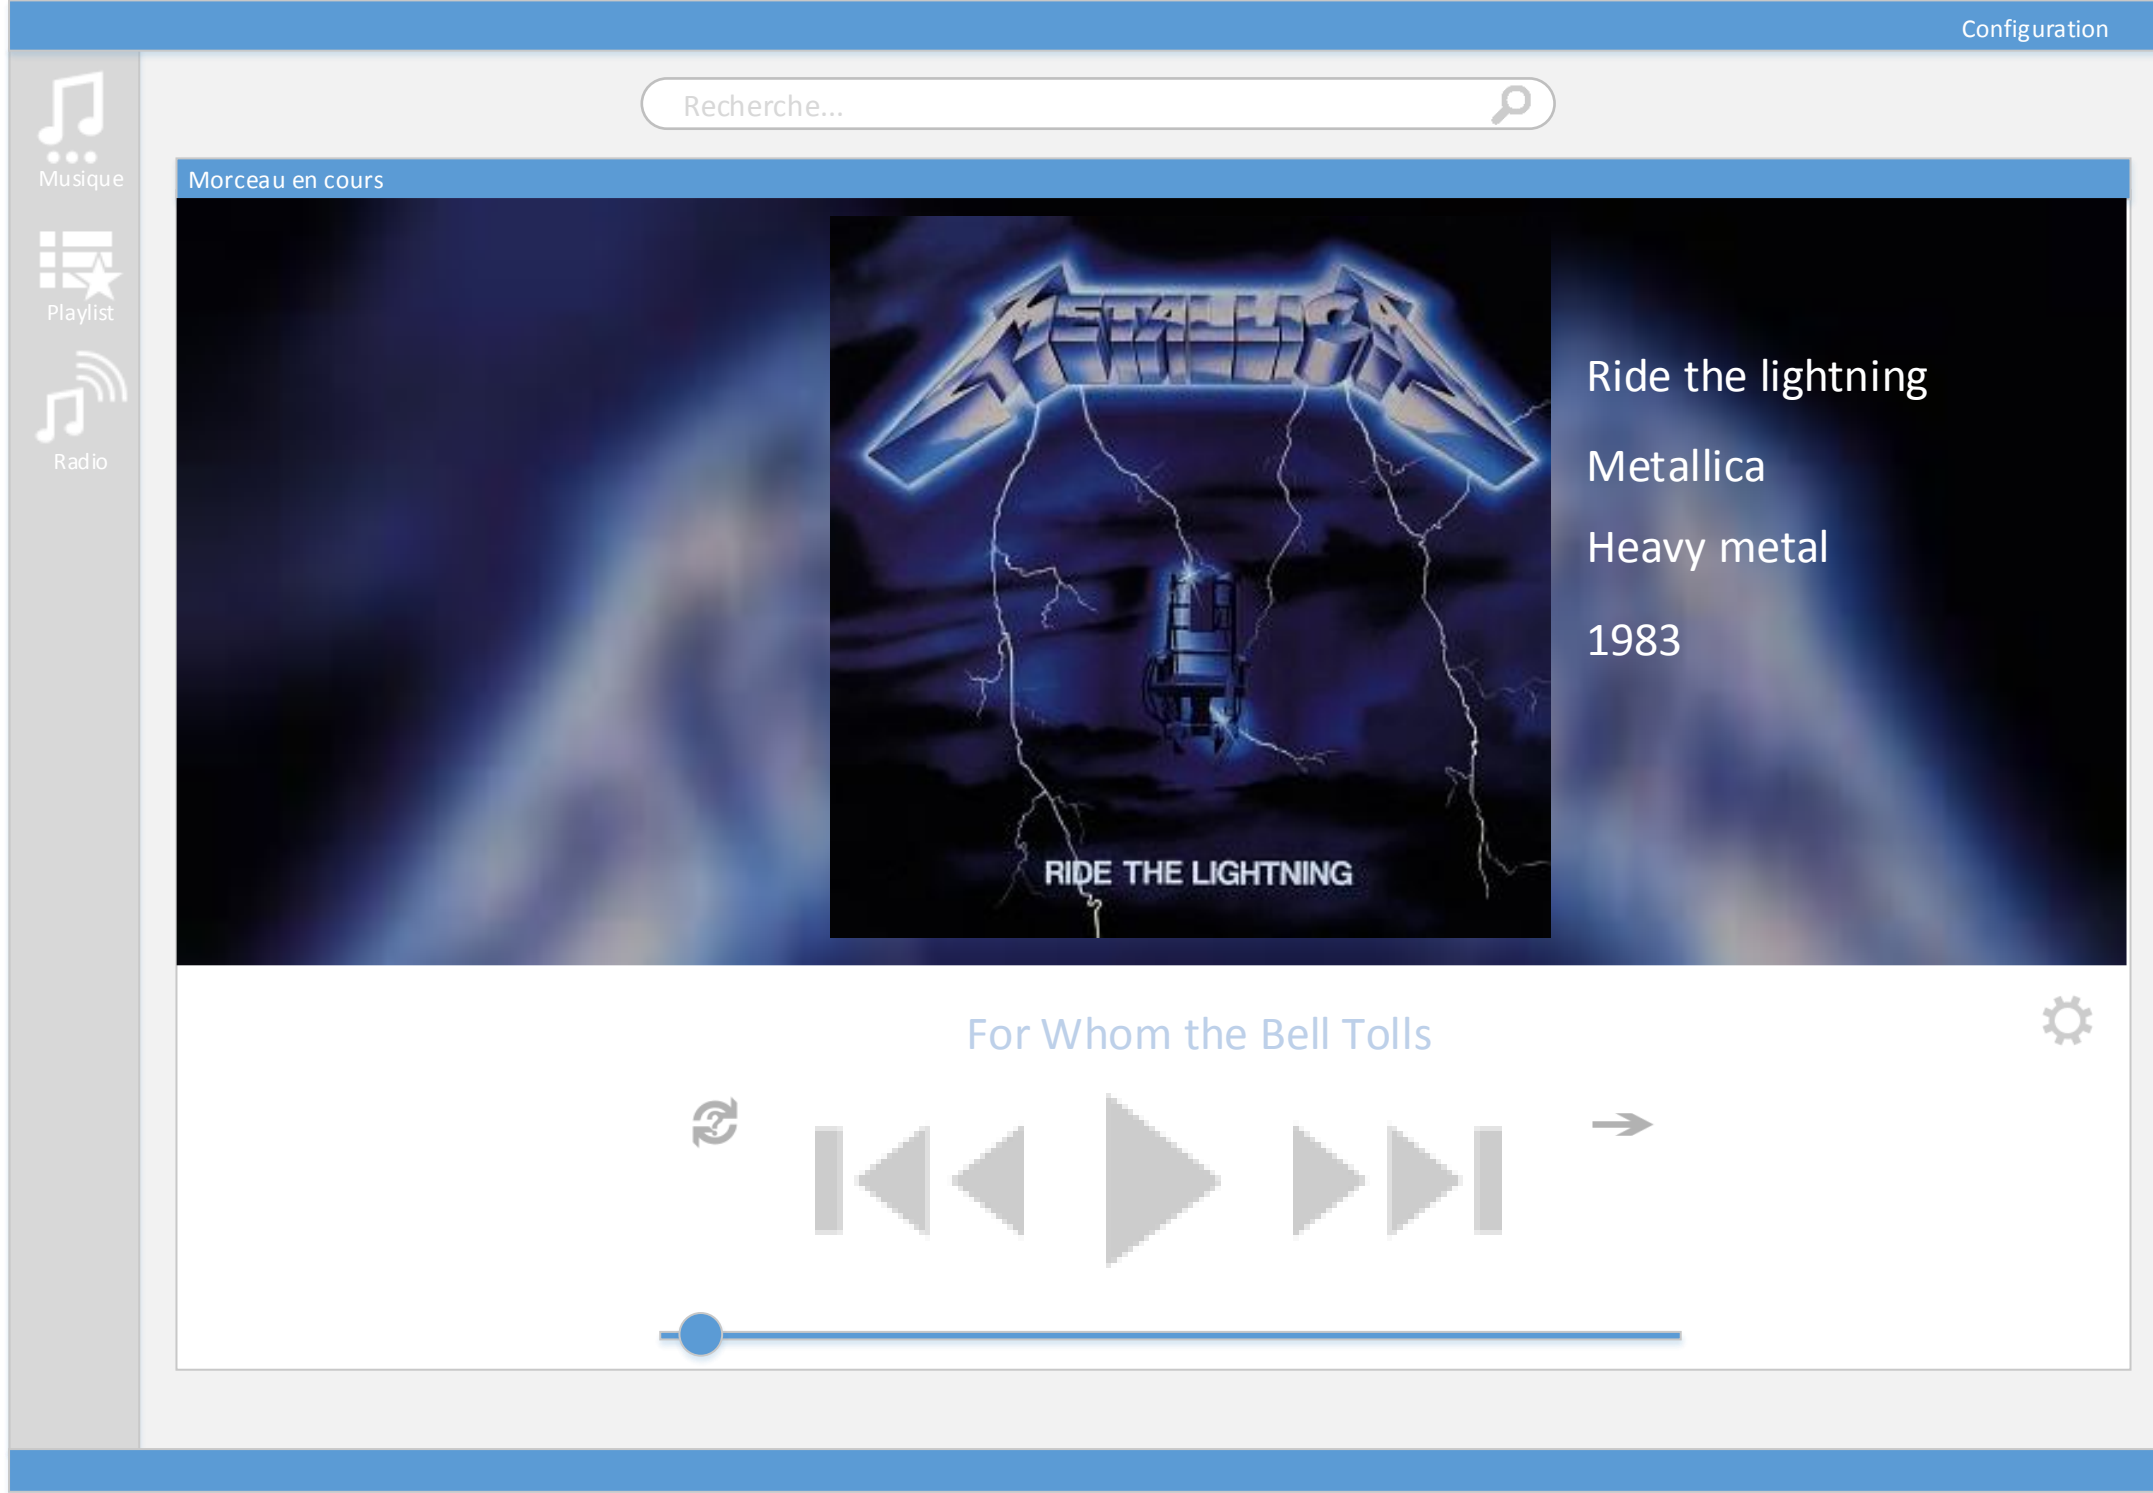 Configuration
Recherche...
Musique
Playlist
Radio
Morceau en cours
METALLICA
RIDE THE LIGHTNING
Ride the lightning
Metallica
Heavy metal
1983
For Whom the Bell Tolls
?